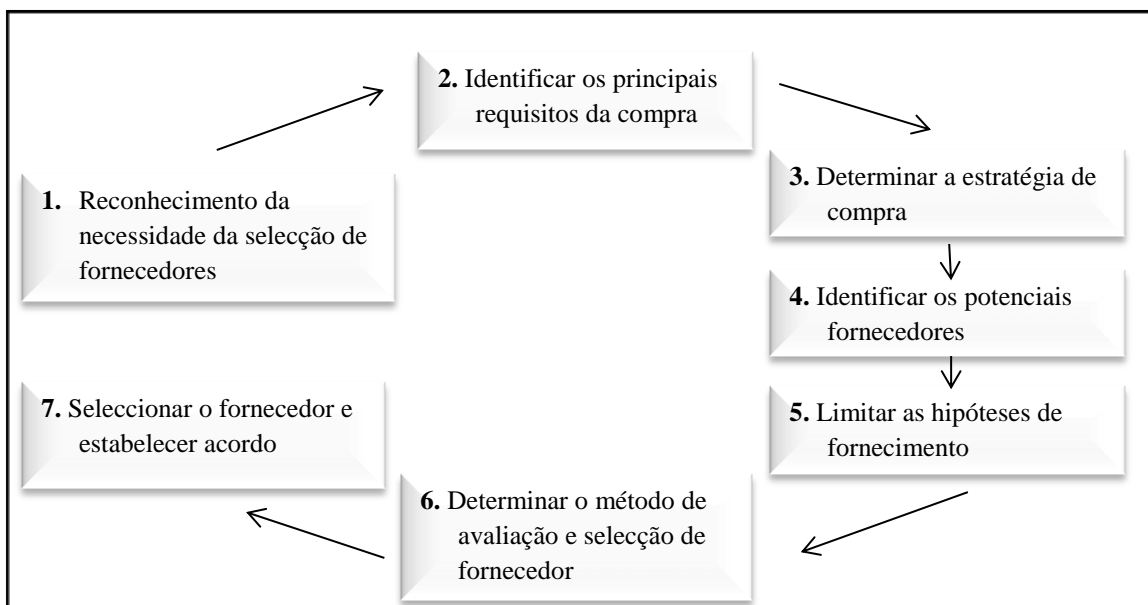 1. Reconhecimento da
necessidade da selecção de
fornecedores
2. Identificar os principais
requisitos da compra
3. Determinar a estratégia de
compra
4. Identificar os potenciais
fornecedores
5. Limitar as hipóteses de
fornecimento
6. Determinar o método de
avaliação e selecção de
fornecedor
7. Seleccionar o fornecedor e
estabelecer acordo